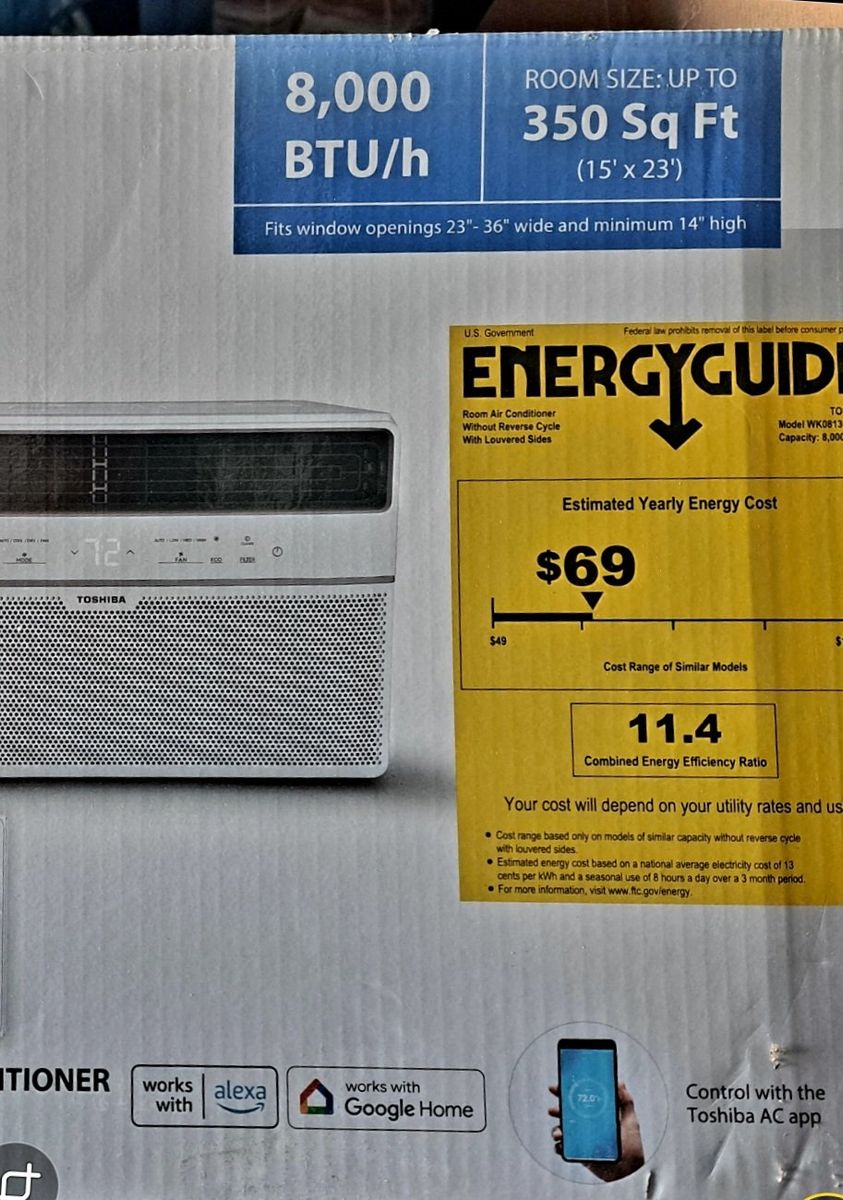 8,000
BTU/h
ROOM SIZE: UP TO
350 Sq Ft
(15' x 23')
Fits window openings 23"- 36" wide and minimum 14" high
U.S. Government
Federal law prohibits removal of this label before consumer p
ENERGYGUID
Room Air Conditioner
Without Reverse Cycle
With Louvered Sides
TO
Model WK0813
Capacity: 8,000
Estimated Yearly Energy Cost
$69
$49
$1
Cost Range of Similar Models
11.4
Combined Energy Efficiency Ratio
Your cost will depend on your utility rates and us
• Cost range based only on models of similar capacity without reverse cycle
with louvered sides.
• Estimated energy cost based on a national average electricity cost of 13
cents per kWh and a seasonal use of 8 hours a day over a 3 month period.
• For more information, visit www.ftc.gov/energy.
MODE
72
FAN
ECO
FILTER
TOSHIBA
ITIONER
works
with
alexa
works with
Google Home
72.0
Control with the
Toshiba AC app